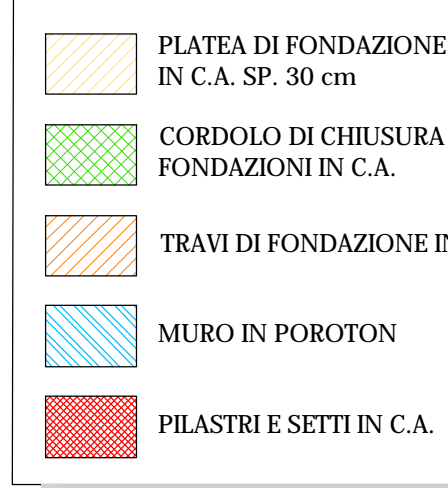 PLATEA DI FONDAZIONE
IN C.A. SP. 30 cm
CORDOLO DI CHIUSURA
FONDAZIONI IN C.A.
TRAVI DI FONDAZIONE
MURO IN POROTON
PILASTRI E SETTI IN C.A.